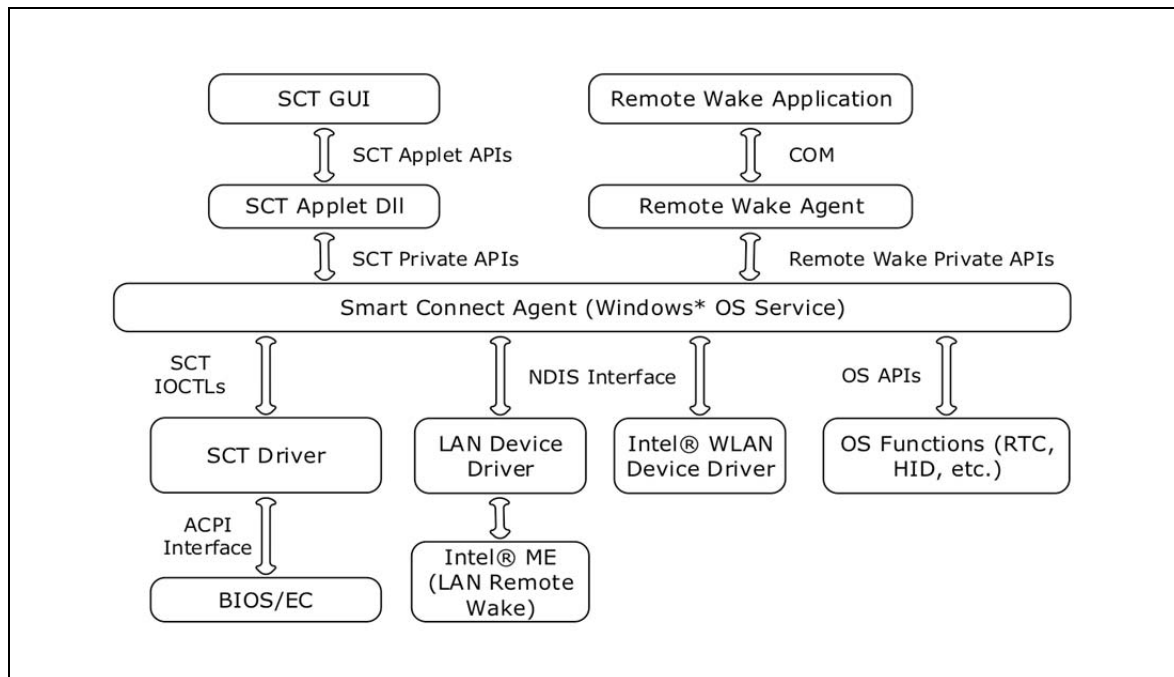 SCT GUI
Remote Wake Application
SCT Applet APIs
COM
SCT Applet Dll
Remote Wake Agent
SCT Private APIs
Remote Wake Private APIs
Smart Connect Agent (Windows* OS Service)
SCT
IOCTLs
NDIS Interface
OS APIs
SCT Driver
LAN Device
Driver
Intel® WLAN
Device Driver
OS Functions (RTC,
HID, etc.)
ACPI
Interface
Intel® ME
(LAN Remote
Wake)
BIOS/EC